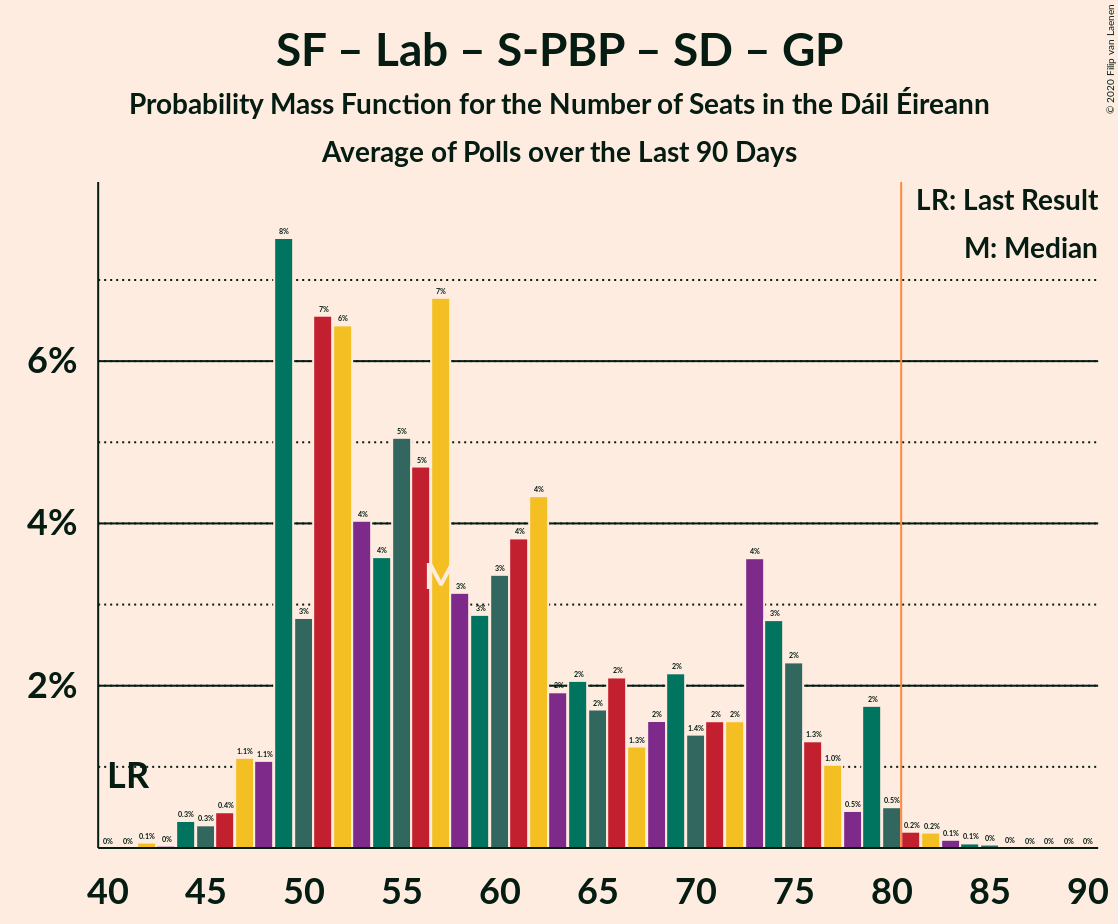 SF – Lab – S-PBP – SD – GP
Probability Mass Function for the Number of Seats in the Dáil Éireann
Average of Polls over the Last 90 Days
© 2020 Filip van Laenen
LR: Last Result
M: Median
6%
4%
2%
0% 0% 0.1% 0% 0.3% 0.3% 0.4% 1.1% 1.1% 8% 3% 7% 6% 4% 4% 5% 5% 7% 3% 3% 3% 4% 4% 2% 2% 2% 2% 1.3% 2% 2% 1.4% 2% 2% 4% 3% 2% 1.3% 1.0% 0.5% 2% 0.5% 0.2% 0.2% 0.1% 0.1% 0% 0% 0% 0% 0% 0%
LR
M
40 45 50 55 60 65 70 75 80 85 90